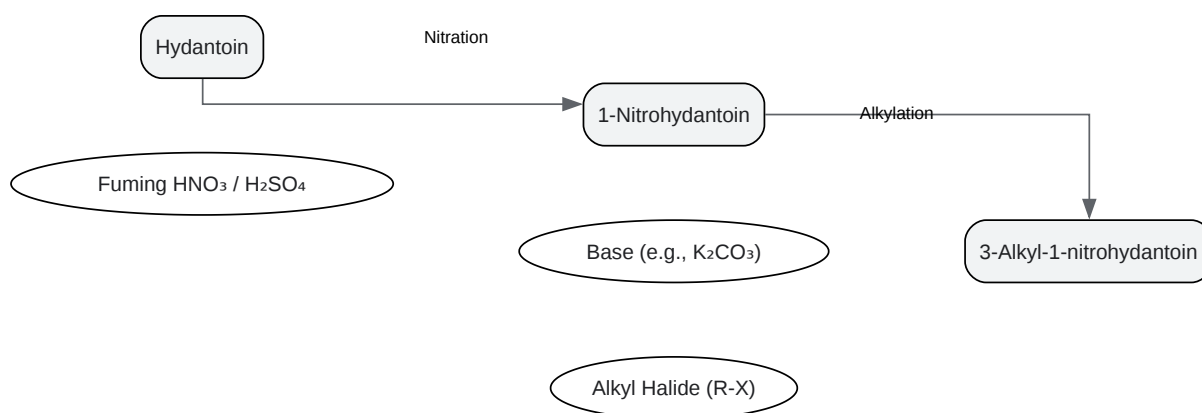 Hydantoin
Nitration
1-Nitrohydantoin
Alkylation
Fuming HNO₃ / H₂SO₄
Base (e.g., K₂CO₃)
3-Alkyl-1-nitrohydantoin
Alkyl Halide (R-X)